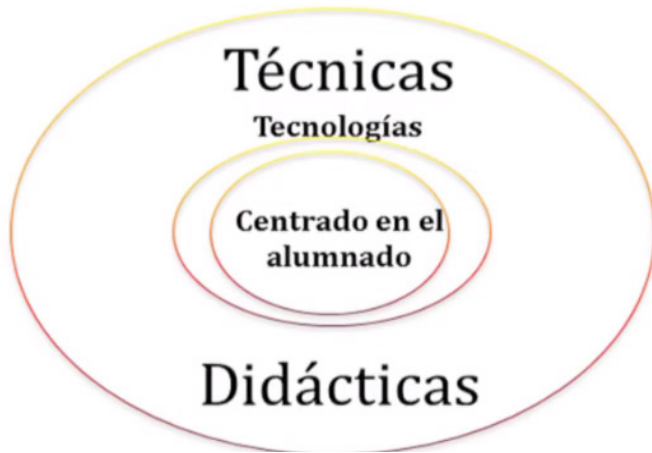 Técnicas
Tecnologías
Centrado en el
alumnado
Didácticas